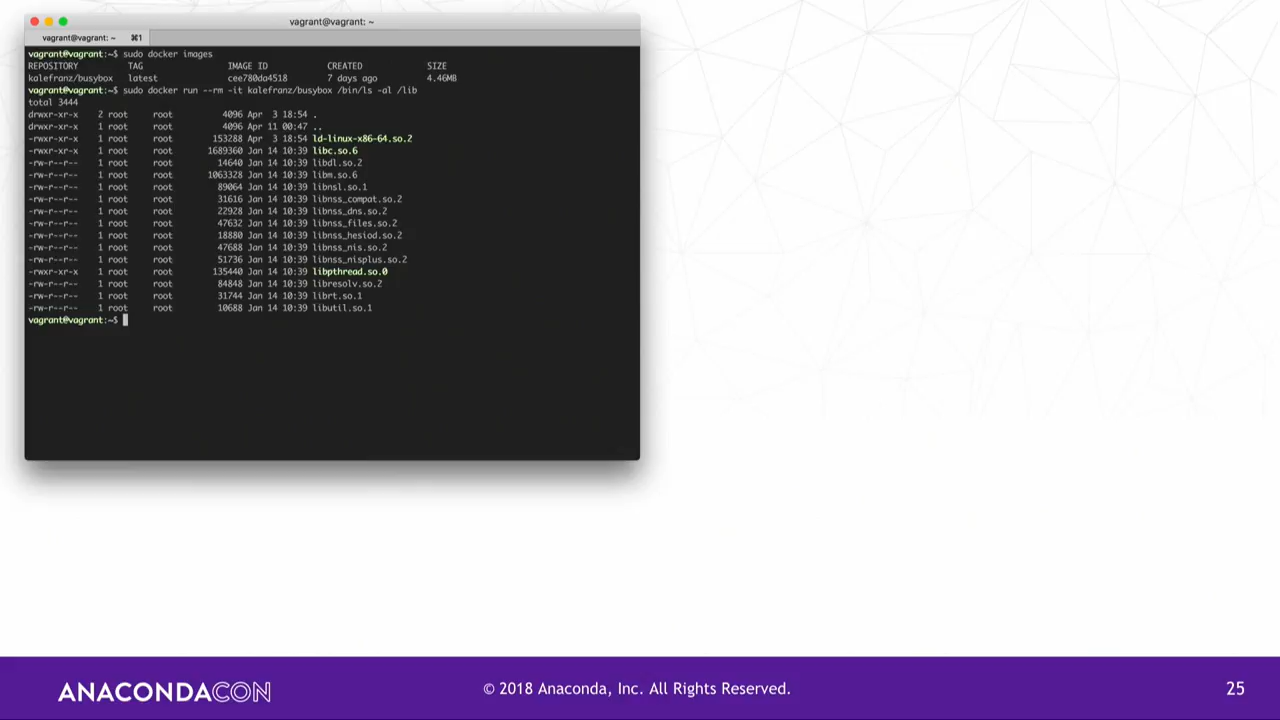 vagrant@vagrant: ~
vagrant@vagrant: ~ ⌘1
vagrant@vagrant:~$ sudo docker images
REPOSITORY TAG IMAGE ID CREATED SIZE
kalefranz/busybox latest cee780da4518 7 days ago 4.46MB
vagrant@vagrant:~$ sudo docker run --rm -it kalefranz/busybox /bin/ls -al /lib
total 3444
drwxr-xr-x 2 root root 4096 Apr 3 18:54 .
drwxr-xr-x 1 root root 4096 Apr 11 00:47 ..
-rwxr-xr-x 1 root root 153288 Apr 3 18:54 ld-linux-x86-64.so.2
-rwxr-xr-x 1 root root 1689360 Jan 14 10:39 libc.so.6
-rw-r--r-- 1 root root 14640 Jan 14 10:39 libdl.so.2
-rw-r--r-- 1 root root 1063328 Jan 14 10:39 libm.so.6
-rw-r--r-- 1 root root 89064 Jan 14 10:39 libnsl.so.1
-rw-r--r-- 1 root root 31616 Jan 14 10:39 libnss_compat.so.2
-rw-r--r-- 1 root root 22928 Jan 14 10:39 libnss_dns.so.2
-rw-r--r-- 1 root root 47632 Jan 14 10:39 libnss_files.so.2
-rw-r--r-- 1 root root 18880 Jan 14 10:39 libnss_hesiod.so.2
-rw-r--r-- 1 root root 47688 Jan 14 10:39 libnss_nis.so.2
-rw-r--r-- 1 root root 51736 Jan 14 10:39 libnss_nisplus.so.2
-rwxr-xr-x 1 root root 135440 Jan 14 10:39 libpthread.so.0
-rw-r--r-- 1 root root 84848 Jan 14 10:39 libresolv.so.2
-rw-r--r-- 1 root root 31744 Jan 14 10:39 librt.so.1
-rw-r--r-- 1 root root 10688 Jan 14 10:39 libutil.so.1
vagrant@vagrant:~$
ANACONDACON
© 2018 Anaconda, Inc. All Rights Reserved.
25